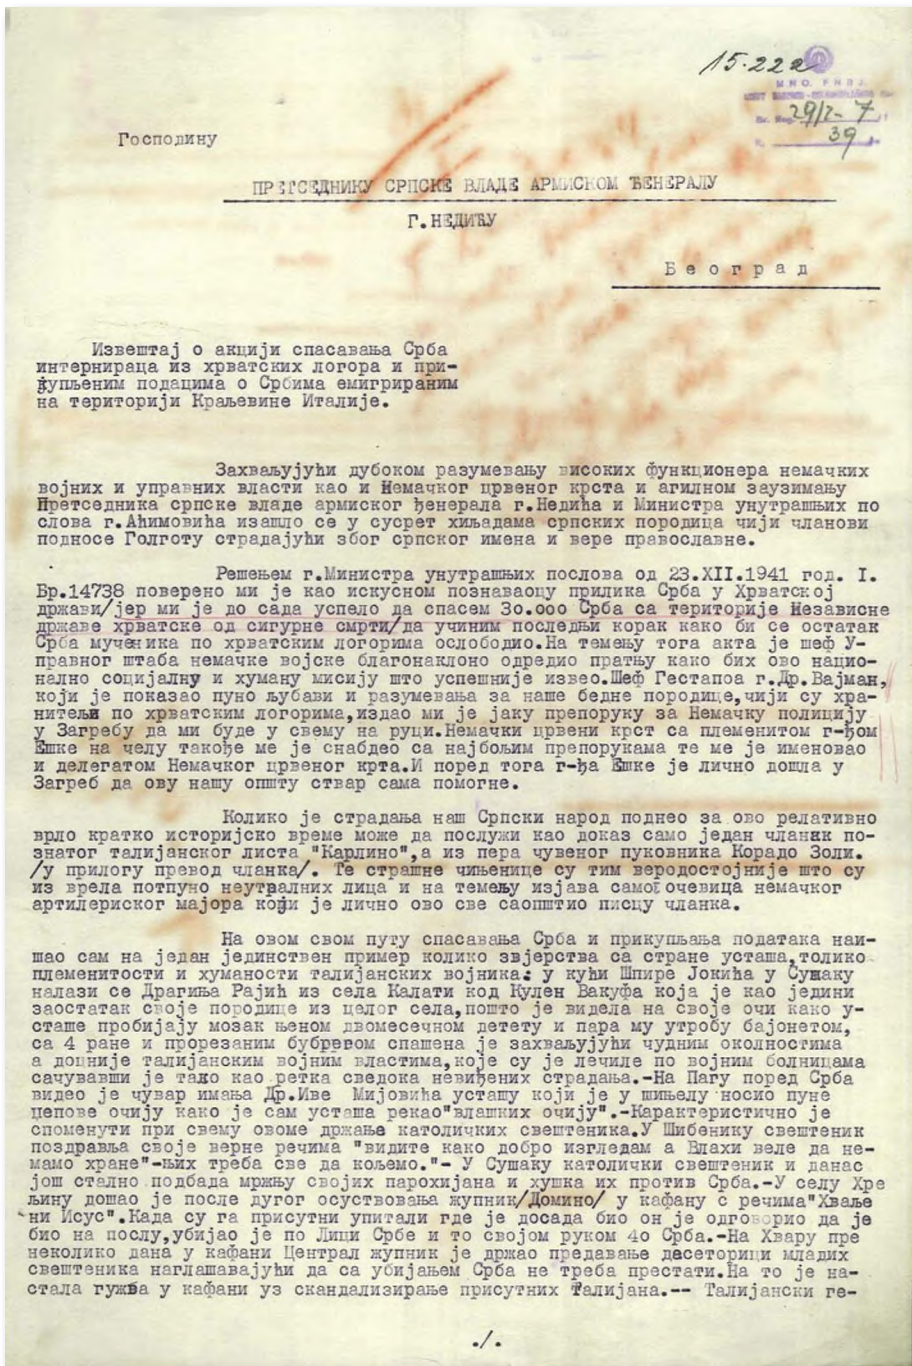 15.222
29/2-7
39
Господину
ПРЕТСЕДНИКУ СРПСКЕ ВЛАДЕ АРМИСКОМ ЂЕНЕРАЛУ
Г.НЕДИЋУ
Београд
Извештај о акцији спасавања Срба
интернираца из хрватских логора и при-
купљеним подацима о Србима емигрираним
на територији Краљевине Италије.
Захваљујући дубоком разумевању високих функционера немачких
војних и управних власти као и Немачког црвеног крста и агилном заузимању
Претседника српске владе армиског ђенерала г.Недића и Министра унутрашњих по
слова г.Аћимовића изашло се у сусрет хиљадама српских породица чији чланови
подносе Голготу страдајући због српског имена и вере православне.
Решењем г.Министра унутрашњих послова од 23.XII.1941 год. I.
Бр.14738 поверено ми је као искусном познаваоцу прилика Срба у Хрватској
држави/јер ми је до сада успело да спасем 30.000 Срба са територије Независне
државе хрватске од сигурне смрти/да учиним последњи корак како би се остатак
Срба мученика по хрватским логорима ослободио.На темењу тога акта је шеф У-
правног штаба немачке војске благонаклоно одредио пратњу како бих ово нацио-
нално социјалну и хуману мисију што успешније извео.Шеф Гестапоа г.Др.Вајман,
који је показао пуно љубави и разумевања за наше бедне породице,чији су хра-
нитељи по хрватским логорима,издао ми је јаку препоруку за Немачку полицију
у Загребу да ми буде у свему на руци.Немачки црвени крст са племенитом г-ђом
Ешке на челу такође ме је снабдео са најбољим препорукама те ме је именовао
и делегатом Немачког црвеног крта.И поред тога г-ђа Ешке је лично дошла у
Загреб да ову нашу општу ствар сама помогне.
Колико је страдања наш Српски народ поднео за ово релативно
врло кратко историјско време може да послужи као доказ само један чланак по-
знатог талијанског листа "Карлино",а из пера чувеног пуковника Корадо Золи.
/у прилогу превод чланка/. Те страшне чињенице су тим веродостојније што су
из врела потпуно неутралних лица и на темењу изјава самог очевица немачког
артилериског мајора који је лично ово све саопштио писцу чланка.
На овом свом путу спасавања Срба и прикупљања података наи-
шао сам на један јединствен пример колико звјерства са стране усташа,толико
племенитости и хуманости талијанских војника: у кући Шпире Јокића у Сушаку
налази се Драгиња Рајић из села Калати код Кулен Вакуфа која је као једини
заостатак своје породице из целог села,пошто је видела на своје очи како у-
сташе пробијају мозак њеном двомесечном детету и пара му утробу бајонетом,
са 4 ране и прорезаним бубрегом спашена је захваљујући чудним околностима
а доцније талијанским војним властима,које су је лечиле по војним болницама
сачувавши је тако као ретка сведока невиђених страдања.-На Пагу поред Срба
видео је чувар имања Др.Иве Мијовића усташу који је у шињелу носио пуне
џепове очију како је сам усташа рекао"влашких очију".-Карактеристично је
споменути при свему овоме држање католичких свештеника.У Шибенику свештеник
поздравља своје верне речима "видите како добро изгледам а Влахи веле да не-
мамо хране"-њих треба све да кољемо."- У Сушаку католички свештеник и данас
још стално подбада мржњу својих парохијана и хушка их против Срба.-У селу Хре
љину дошао је после дугог осуствовања жупник/Домино/ у кафану с речима"Хваље
ни Исус".Када су га присутни упитали где је досада био он је одговорио да је
био на послу,убијао је по Лици Србе и то својом руком 4о Срба.-На Хвару пре
неколико дана у кафани Централ жупник је држао предавање десеторици младих
свештеника наглашавајући да са убијањем Срба не треба престати.На то је на-
стала гужва у кафани уз скандализирање присутних Талијана.-- Талијански ге-
./.